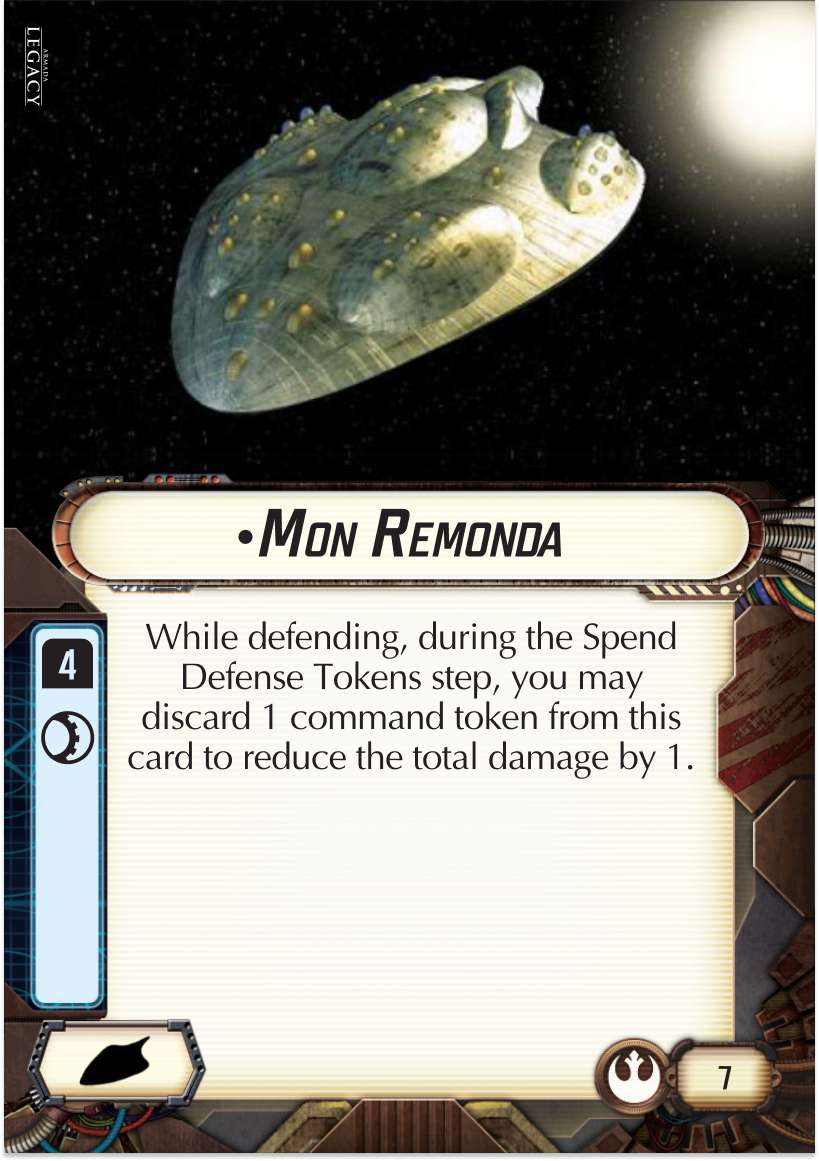 ARMADA
LEGACY
•Mon Remonda
4
While defending, during the Spend
Defense Tokens step, you may
discard 1 command token from this
card to reduce the total damage by 1.
7